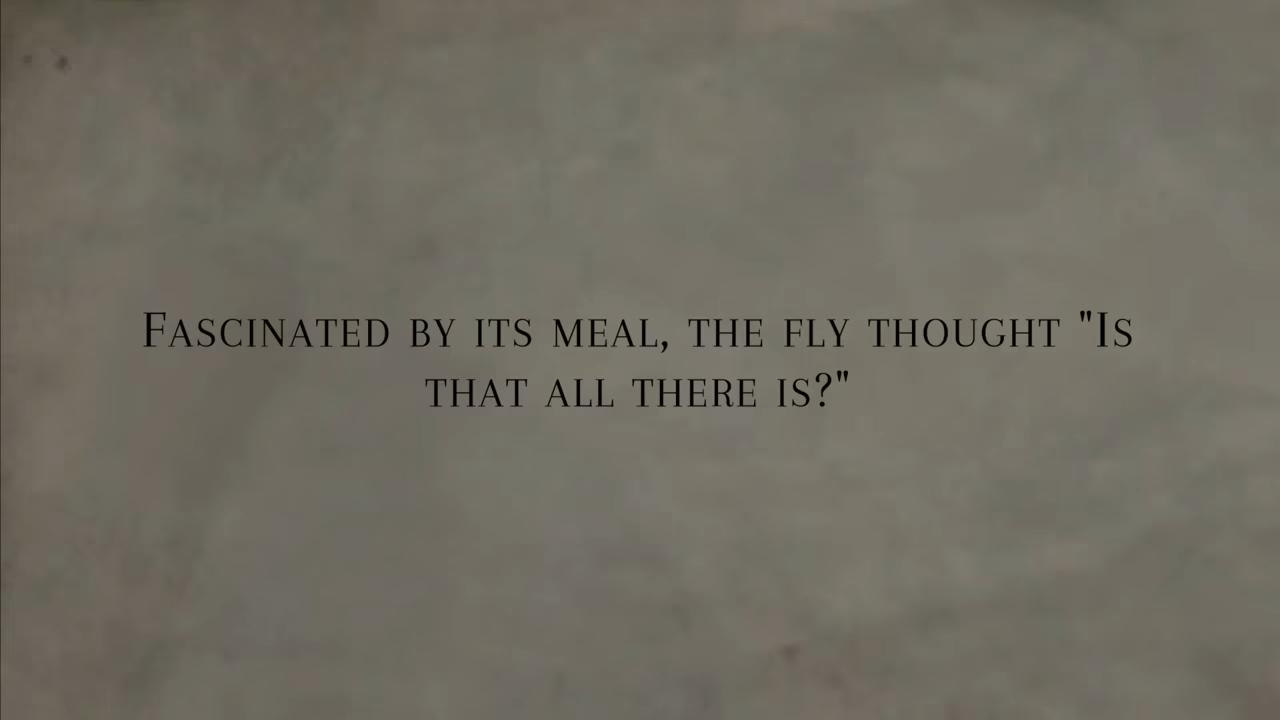 Fascinated by its meal, the fly thought "Is
that all there is?"